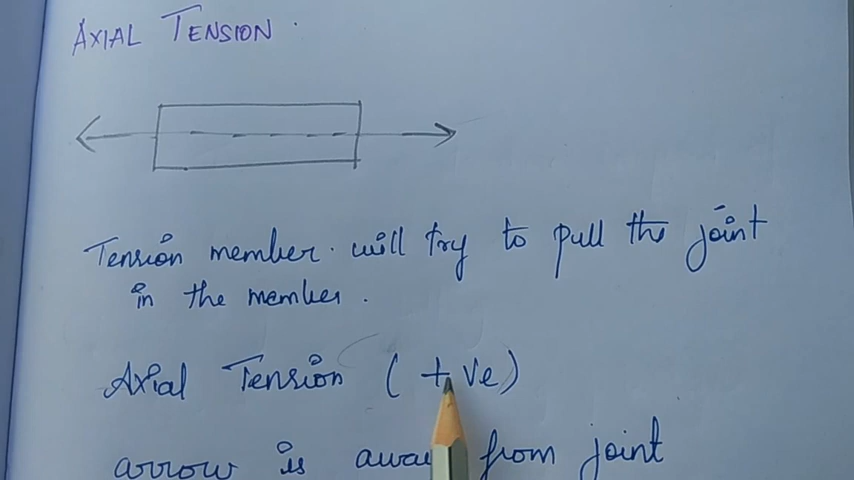 AXIAL TENSION.
Tension member. will try to pull the joint
in the member.
Axial Tension (+ve)
arrow is away from joint